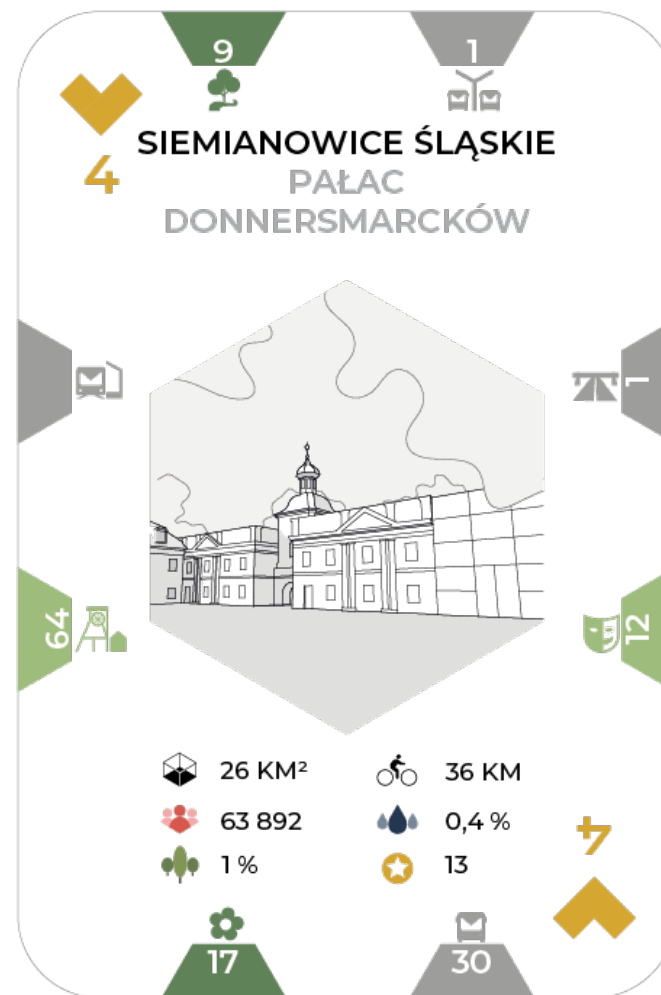 9 1
4
SIEMIANOWICE ŚLĄSKIE
PAŁAC
DONNERSMARCKÓW
1
64 12
26 KM² 36 KM
63 892 0,4 %
1 % 13
4
17 30